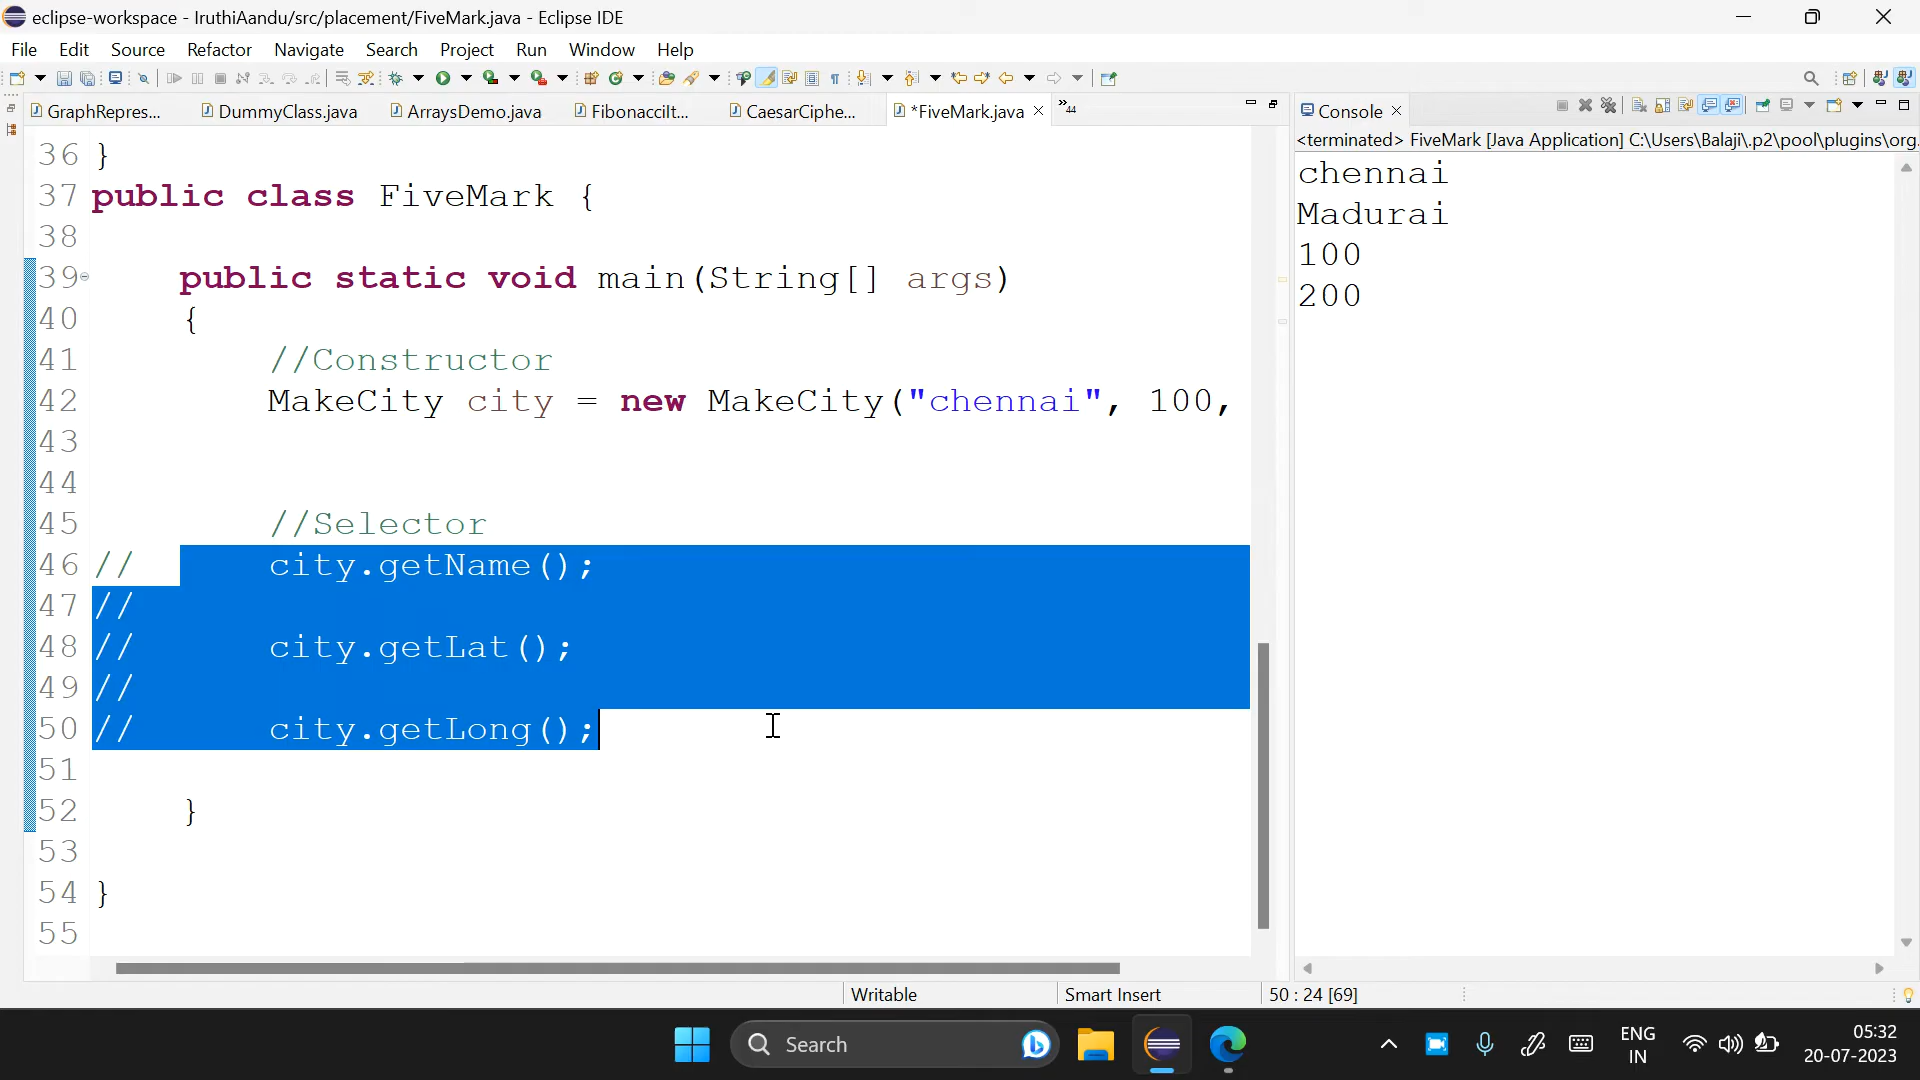 eclipse-workspace - IruthiAandu/src/placement/FiveMark.java - Eclipse IDE
File Edit Source Refactor Navigate Search Project Run Window Help
GraphRepres... DummyClass.java ArraysDemo.java FibonacciIt... CaesarCiphe... *FiveMark.java »44
36 }
37 public class FiveMark {
38
39 public static void main(String[] args)
40 {
41 //Constructor
42 MakeCity city = new MakeCity("chennai", 100,
43
44
45 //Selector
46 // city.getName();
47 //
48 // city.getLat();
49 //
50 // city.getLong();
51
52 }
53
54 }
55
Console
<terminated> FiveMark [Java Application] C:\Users\Balaji\.p2\pool\plugins\org.
chennai
Madurai
100
200
Writable Smart Insert 50 : 24 [69]
Search
ENG
IN
05:32
20-07-2023